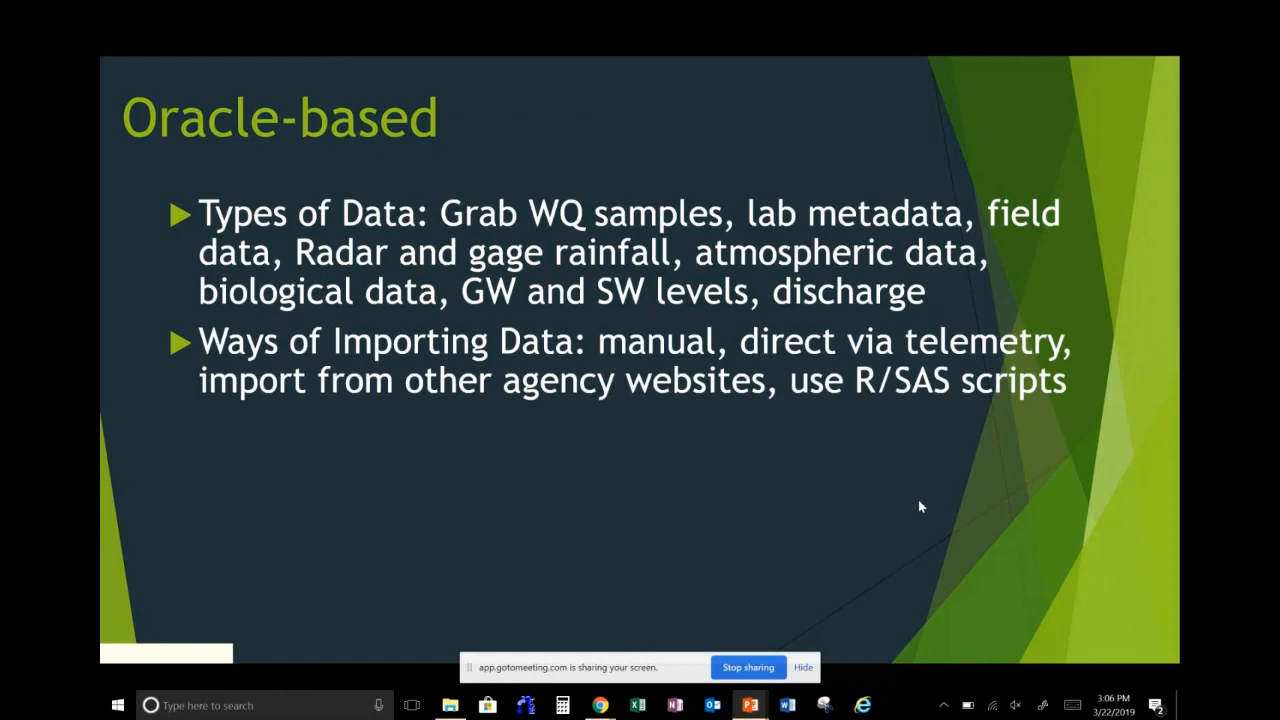 Oracle-based
Types of Data: Grab WQ samples, lab metadata, field
data, Radar and gage rainfall, atmospheric data,
biological data, GW and SW levels, discharge
Ways of Importing Data: manual, direct via telemetry,
import from other agency websites, use R/SAS scripts
app.gotomeeting.com is sharing your screen.
Stop sharing
Hide
Type here to search
3:06 PM
3/22/2019
2